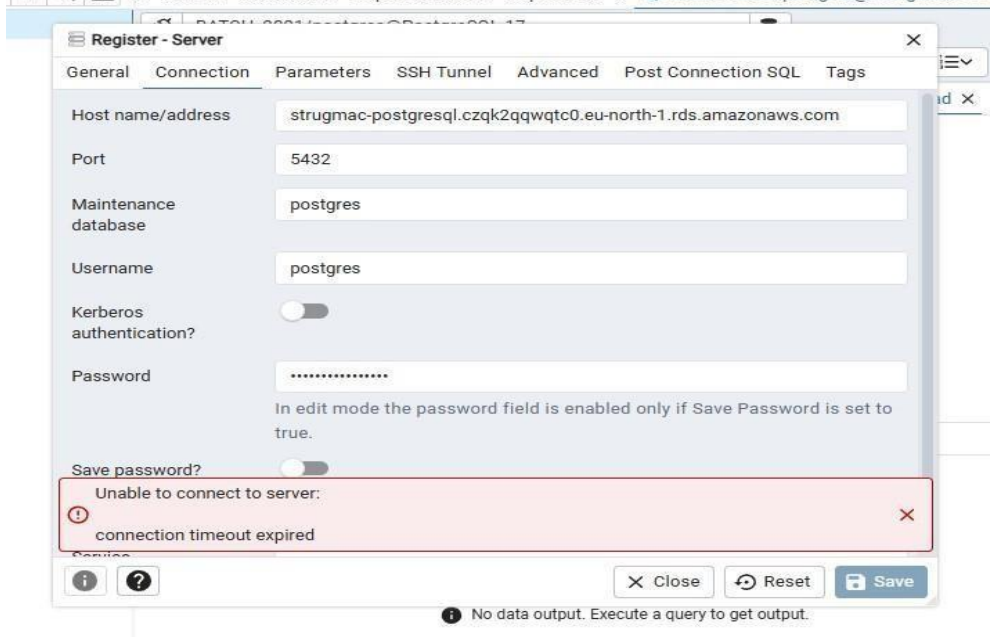 Register - Server
General Connection Parameters SSH Tunnel Advanced Post Connection SQL Tags
Host name/address strugmac-postgresql.czqk2qqwqtc0.eu-north-1.rds.amazonaws.com
Port 5432
Maintenance postgres
database
Username postgres
Kerberos
authentication?
Password ••••••••••••••••
In edit mode the password field is enabled only if Save Password is set to
true.
Save password?
Unable to connect to server:
connection timeout expired
Service
Close Reset Save
No data output. Execute a query to get output.